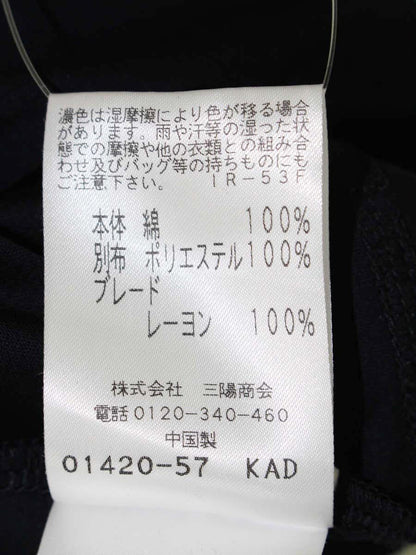 濃色は湿摩擦により色が移る場合
があります。雨や汗等の湿った状
態での摩擦や他の衣類との組み合
わせ及びバッグ等の持ちものにも
ご注意下さい。 IR-53F
本体 綿 100%
別布 ポリエステル100%
ブレード
レーヨン 100%
株式会社 三陽商会
電話0120-340-460
中国製
01420-57 KAD